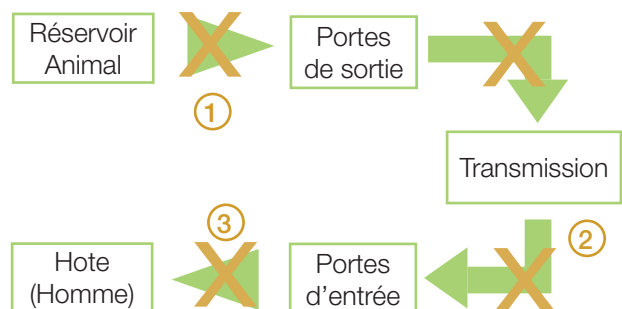 Réservoir
Animal
Portes
de sortie
1
Transmission
2
3
Hote
(Homme)
Portes
d'entrée